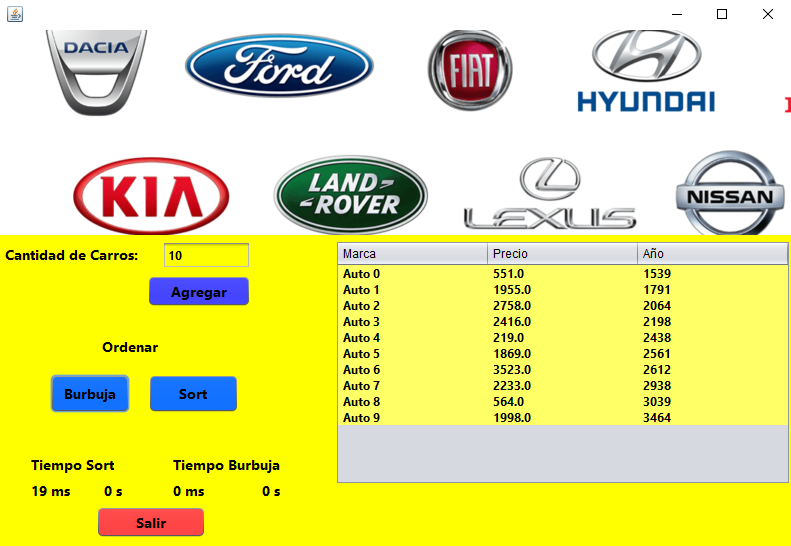 DACIA
Ford
FIAT
HYUNDAI
KIA
LAND-
-ROVER
LEXUS
NISSAN
Cantidad de Carros: 10
Agregar
Ordenar
Burbuja Sort
Tiempo Sort Tiempo Burbuja
19 ms 0 s 0 ms 0 s
Salir
Marca Precio Año
Auto 0 551.0 1539
Auto 1 1955.0 1791
Auto 2 2758.0 2064
Auto 3 2416.0 2198
Auto 4 219.0 2438
Auto 5 1869.0 2561
Auto 6 3523.0 2612
Auto 7 2233.0 2938
Auto 8 564.0 3039
Auto 9 1998.0 3464